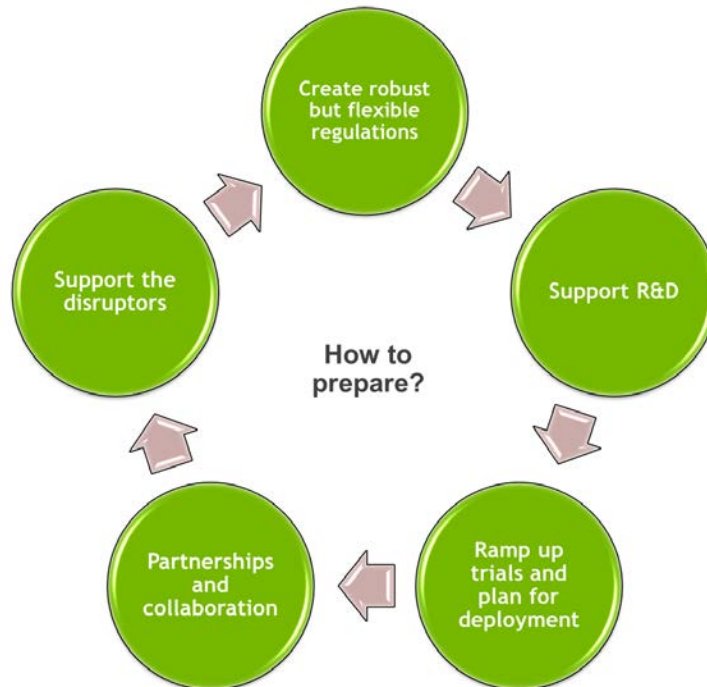 Create robust
but flexible
regulations
Support R&D
Ramp up
trials and
plan for
deployment
Partnerships
and
collaboration
Support the
disruptors
How to
prepare?